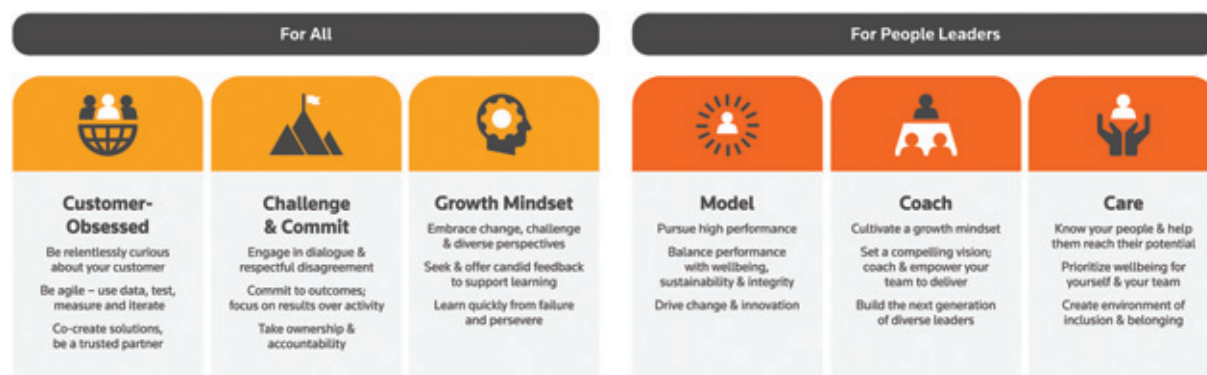 For All
Customer-
Obsessed
Be relentlessly curious
about your customer
Be agile – use data, test,
measure and iterate
Co-create solutions,
be a trusted partner
Challenge
& Commit
Engage in dialogue &
respectful disagreement
Commit to outcomes;
focus on results over activity
Take ownership &
accountability
Growth Mindset
Embrace change, challenge
& diverse perspectives
Seek & offer candid feedback
to support learning
Learn quickly from failure
and persevere
For People Leaders
Model
Pursue high performance
Balance performance
with wellbeing,
sustainability & integrity
Drive change & innovation
Coach
Cultivate a growth mindset
Set a compelling vision;
coach & empower your
team to deliver
Build the next generation
of diverse leaders
Care
Know your people & help
them reach their potential
Prioritize wellbeing for
yourself & your team
Create environment of
inclusion & belonging